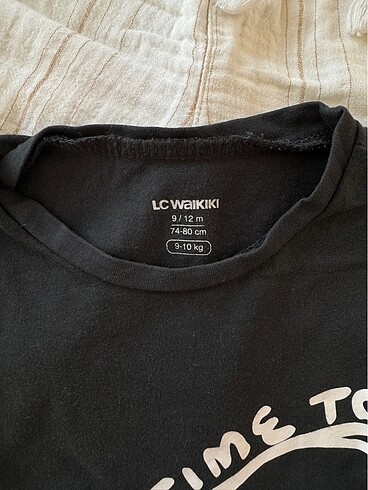 LC WAIKIKI
9 / 12 m
74-80 cm
9-10 kg
TIME TO